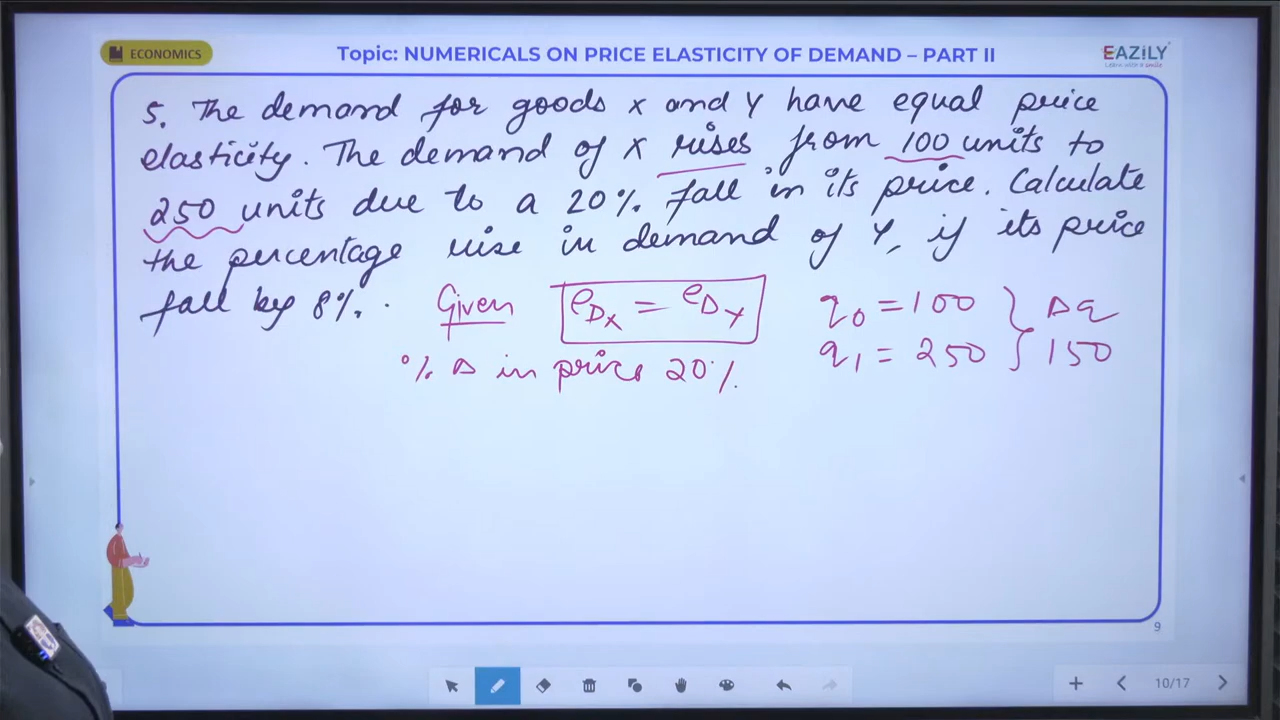 ECONOMICS
Topic: NUMERICALS ON PRICE ELASTICITY OF DEMAND – PART II
EAZiLY
Learn with a smile
5. The demand for goods x and y have equal price
elasticity. The demand of x rises from 100 units to
250 units due to a 20% fall in its price. Calculate
the percentage rise in demand of y, if its price
fall by 8%.
Given eDx = eDy
% Δ in price 20%
q0 = 100 } Δq
q1 = 250 } 150
9
10/17